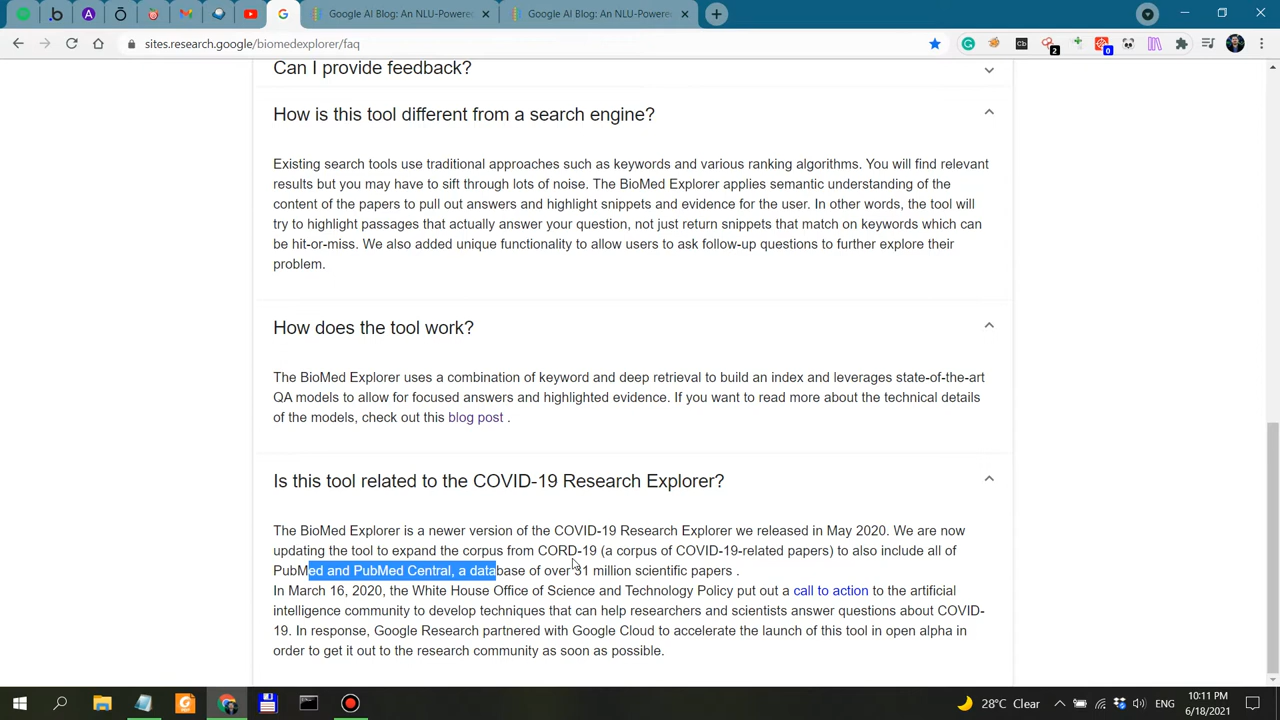 Google AI Blog: An NLU-Powere
Google AI Blog: An NLU-Powered
sites.research.google/biomedexplorer/faq
2
0
Can I provide feedback?
How is this tool different from a search engine?
Existing search tools use traditional approaches such as keywords and various ranking algorithms. You will find relevant
results but you may have to sift through lots of noise. The BioMed Explorer applies semantic understanding of the
content of the papers to pull out answers and highlight snippets and evidence for the user. In other words, the tool will
try to highlight passages that actually answer your question, not just return snippets that match on keywords which can
be hit-or-miss. We also added unique functionality to allow users to ask follow-up questions to further explore their
problem.
How does the tool work?
The BioMed Explorer uses a combination of keyword and deep retrieval to build an index and leverages state-of-the-art
QA models to allow for focused answers and highlighted evidence. If you want to read more about the technical details
of the models, check out this blog post .
Is this tool related to the COVID-19 Research Explorer?
The BioMed Explorer is a newer version of the COVID-19 Research Explorer we released in May 2020. We are now
updating the tool to expand the corpus from CORD-19 (a corpus of COVID-19-related papers) to also include all of
PubMed and PubMed Central, a database of over 31 million scientific papers .
In March 16, 2020, the White House Office of Science and Technology Policy put out a call to action to the artificial
intelligence community to develop techniques that can help researchers and scientists answer questions about COVID-
19. In response, Google Research partnered with Google Cloud to accelerate the launch of this tool in open alpha in
order to get it out to the research community as soon as possible.
28°C Clear
ENG
10:11 PM
6/18/2021